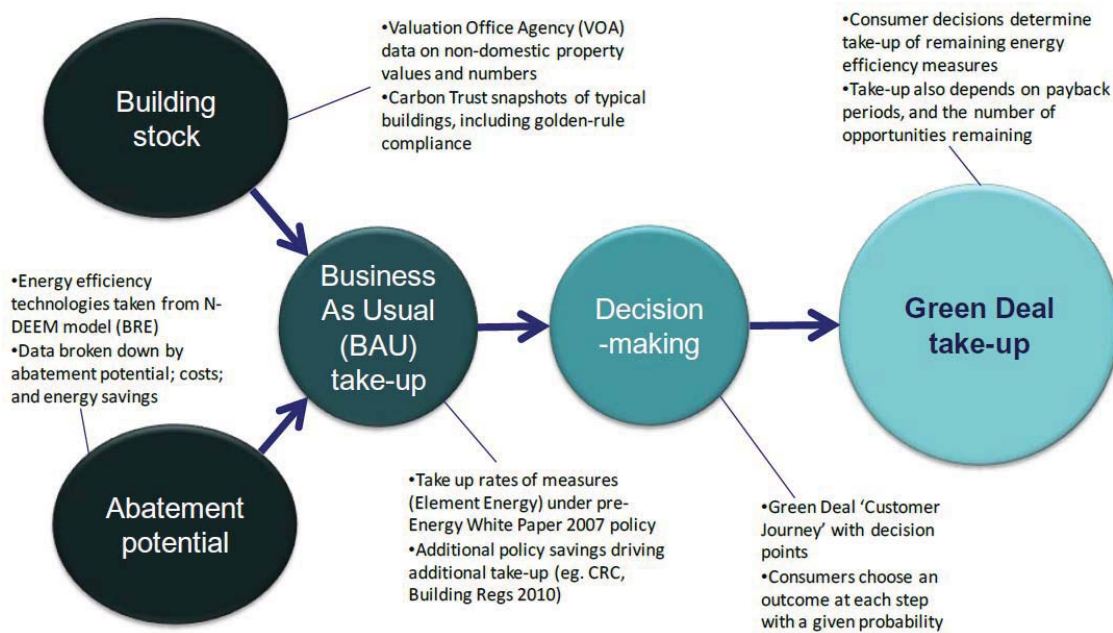 •Valuation Office Agency (VOA)
data on non-domestic property
values and numbers
•Carbon Trust snapshots of typical
buildings, including golden-rule
compliance
•Consumer decisions determine
take-up of remaining energy
efficiency measures
•Take-up also depends on payback
periods, and the number of
opportunities remaining
Building
stock
•Energy efficiency
technologies taken from N-
DEEM model (BRE)
•Data broken down by
abatement potential; costs;
and energy savings
Business
As Usual
(BAU)
take-up
Decision
-making
Green Deal
take-up
Abatement
potential
•Take up rates of measures
(Element Energy) under pre-
Energy White Paper 2007 policy
•Additional policy savings driving
additional take-up (eg. CRC,
Building Regs 2010)
•Green Deal ‘Customer
Journey’ with decision
points
•Consumers choose an
outcome at each step
with a given probability